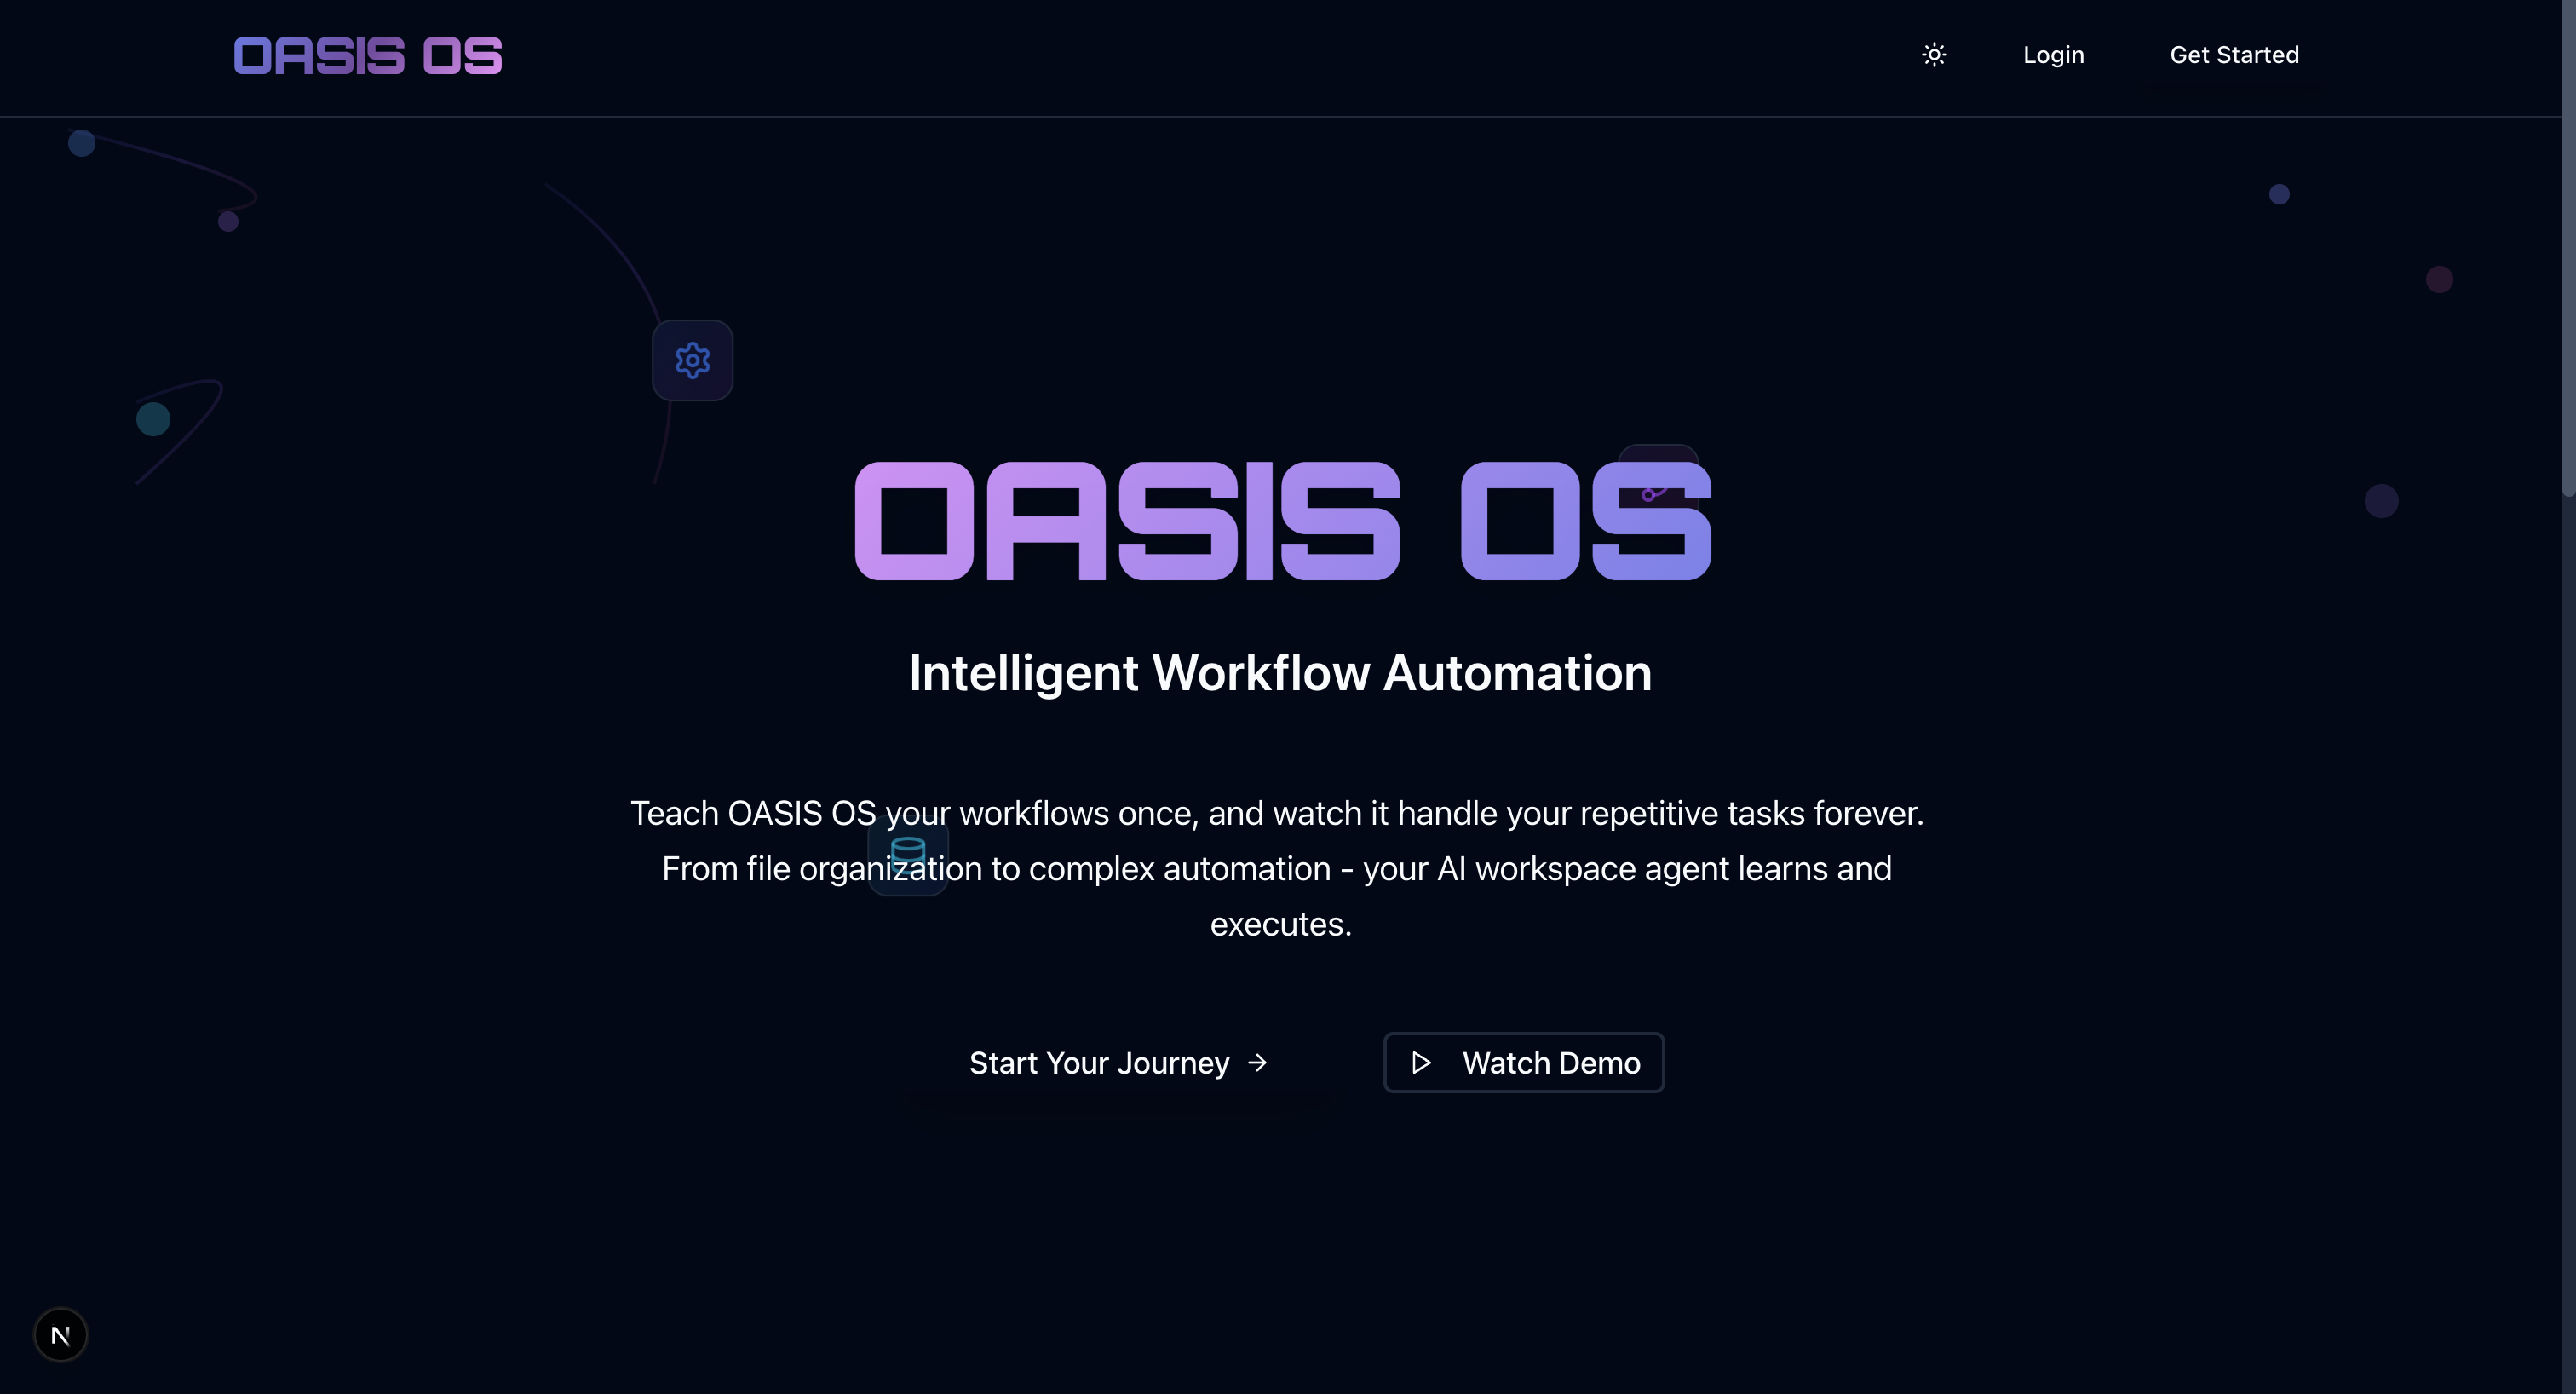 OASIS OS
Login
Get Started
OASIS OS
Intelligent Workflow Automation
Teach OASIS OS your workflows once, and watch it handle your repetitive tasks forever.
From file organization to complex automation - your AI workspace agent learns and
executes.
Start Your Journey →
Watch Demo
N